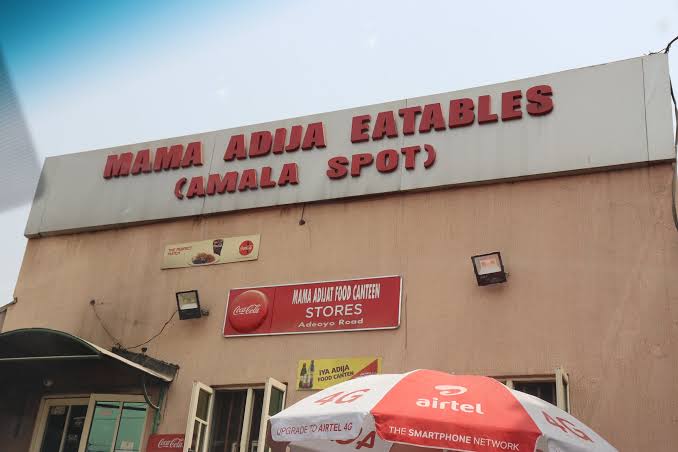 MAMA ADIJA EATABLES
(AMALA SPOT)
THE PERFECT
MATCH
Coca-Cola
Coca-Cola
MAMA ADIJAT FOOD CANTEEN
STORES
Adeoyo Road
IYA ADIJA
FOOD CANTEN
Coca-Cola
4G
UPGRADE TO AIRTEL 4G
airtel
THE SMARTPHONE NETWORK
4G